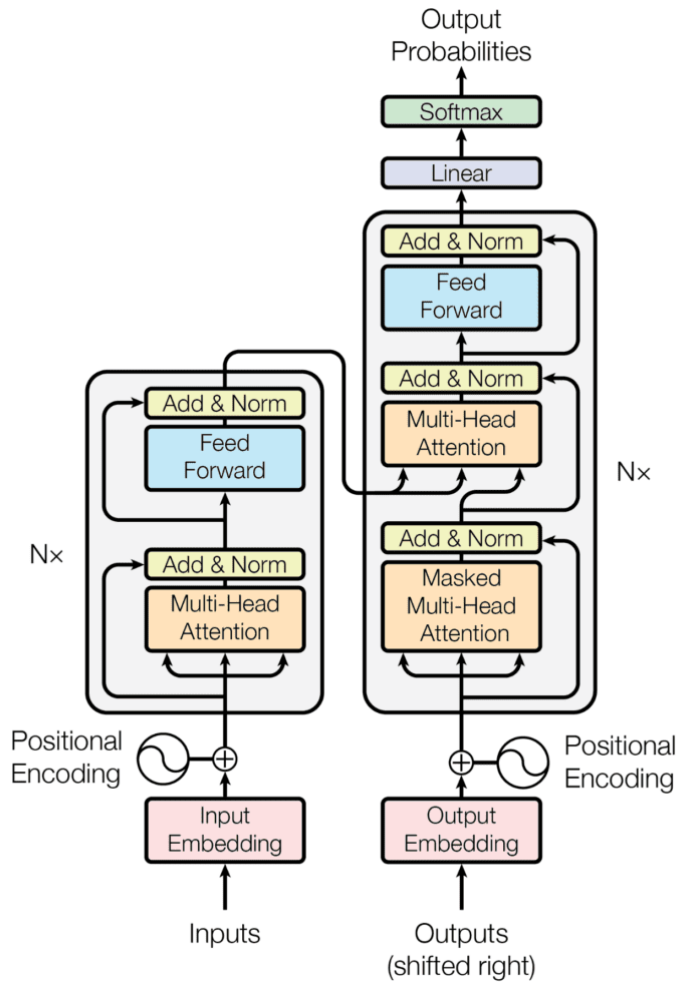 Output
Probabilities
Softmax
Linear
Add & Norm
Feed
Forward
Add & Norm
Multi-Head
Attention
Add & Norm
Masked
Multi-Head
Attention
N×
Add & Norm
Feed
Forward
Add & Norm
Multi-Head
Attention
N×
Positional
Encoding
Positional
Encoding
Input
Embedding
Output
Embedding
Inputs
Outputs
(shifted right)